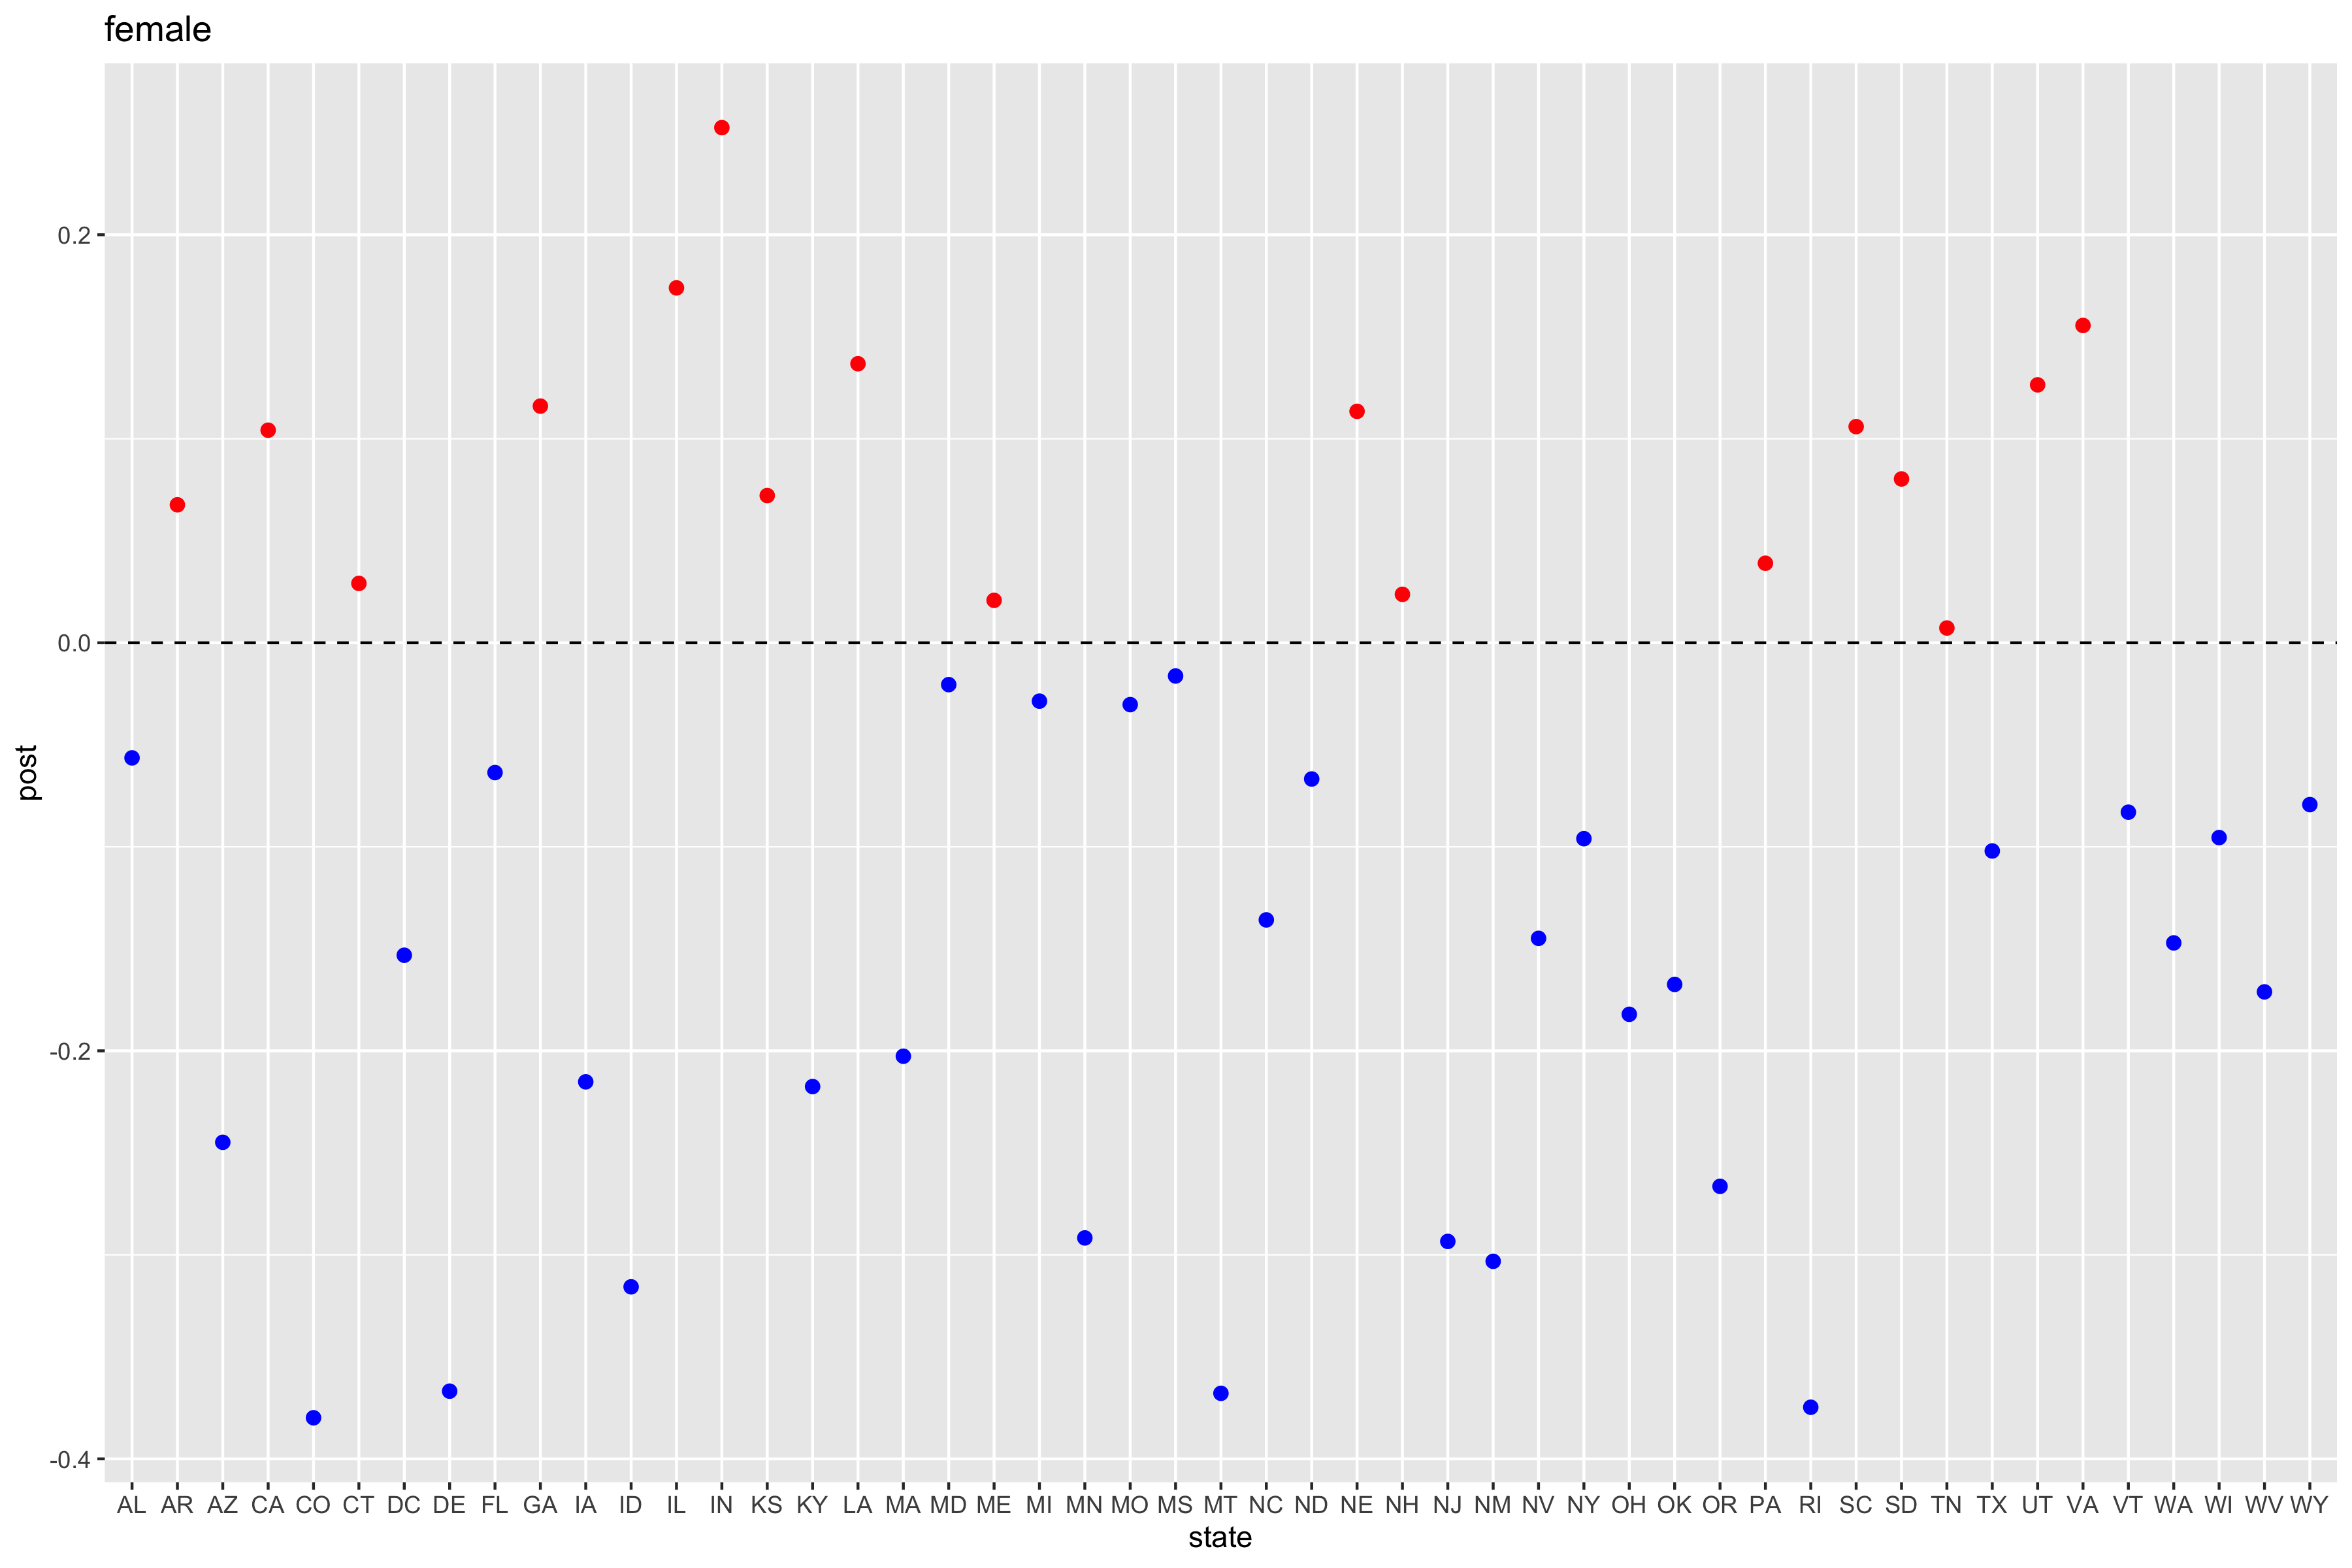 female
0.2
0.0
-0.2
-0.4
post
AL AR AZ CA CO CT DC DE FL GA IA ID IL IN KS KY LA MA MD ME MI MN MO MS MT NC ND NE NH NJ NM NV NY OH OK OR PA RI SC SD TN TX UT VA VT WA WI WV WY
state